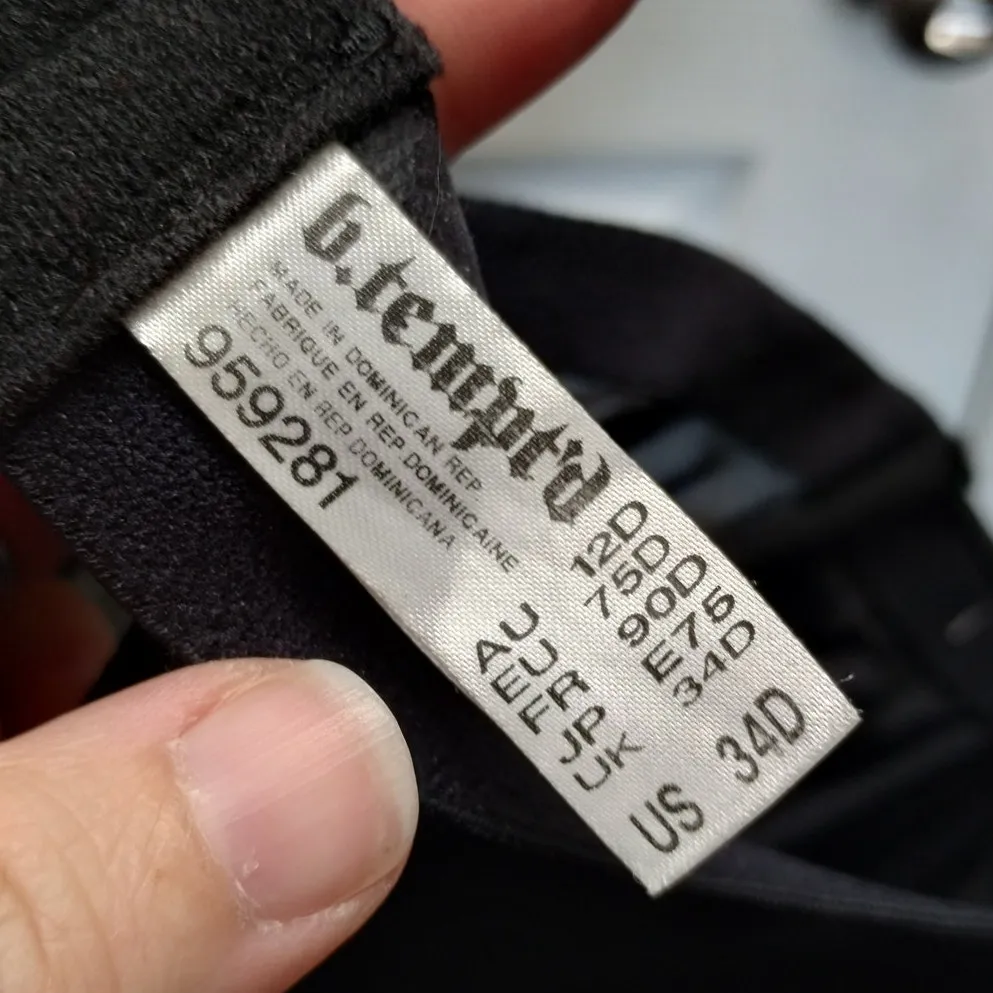 b.tempt'd
MADE IN DOMINICAN REP.
FABRIQUE EN REP DOMINICAINE
HECHO EN REP DOMINICANA
959281
AU 12D
EU 75D
FR 90D
JP E75
UK 34D
US 34D